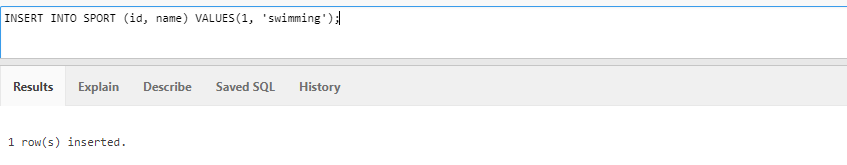 INSERT INTO SPORT (id, name) VALUES(1, 'swimming');
Results Explain Describe Saved SQL History
1 row(s) inserted.